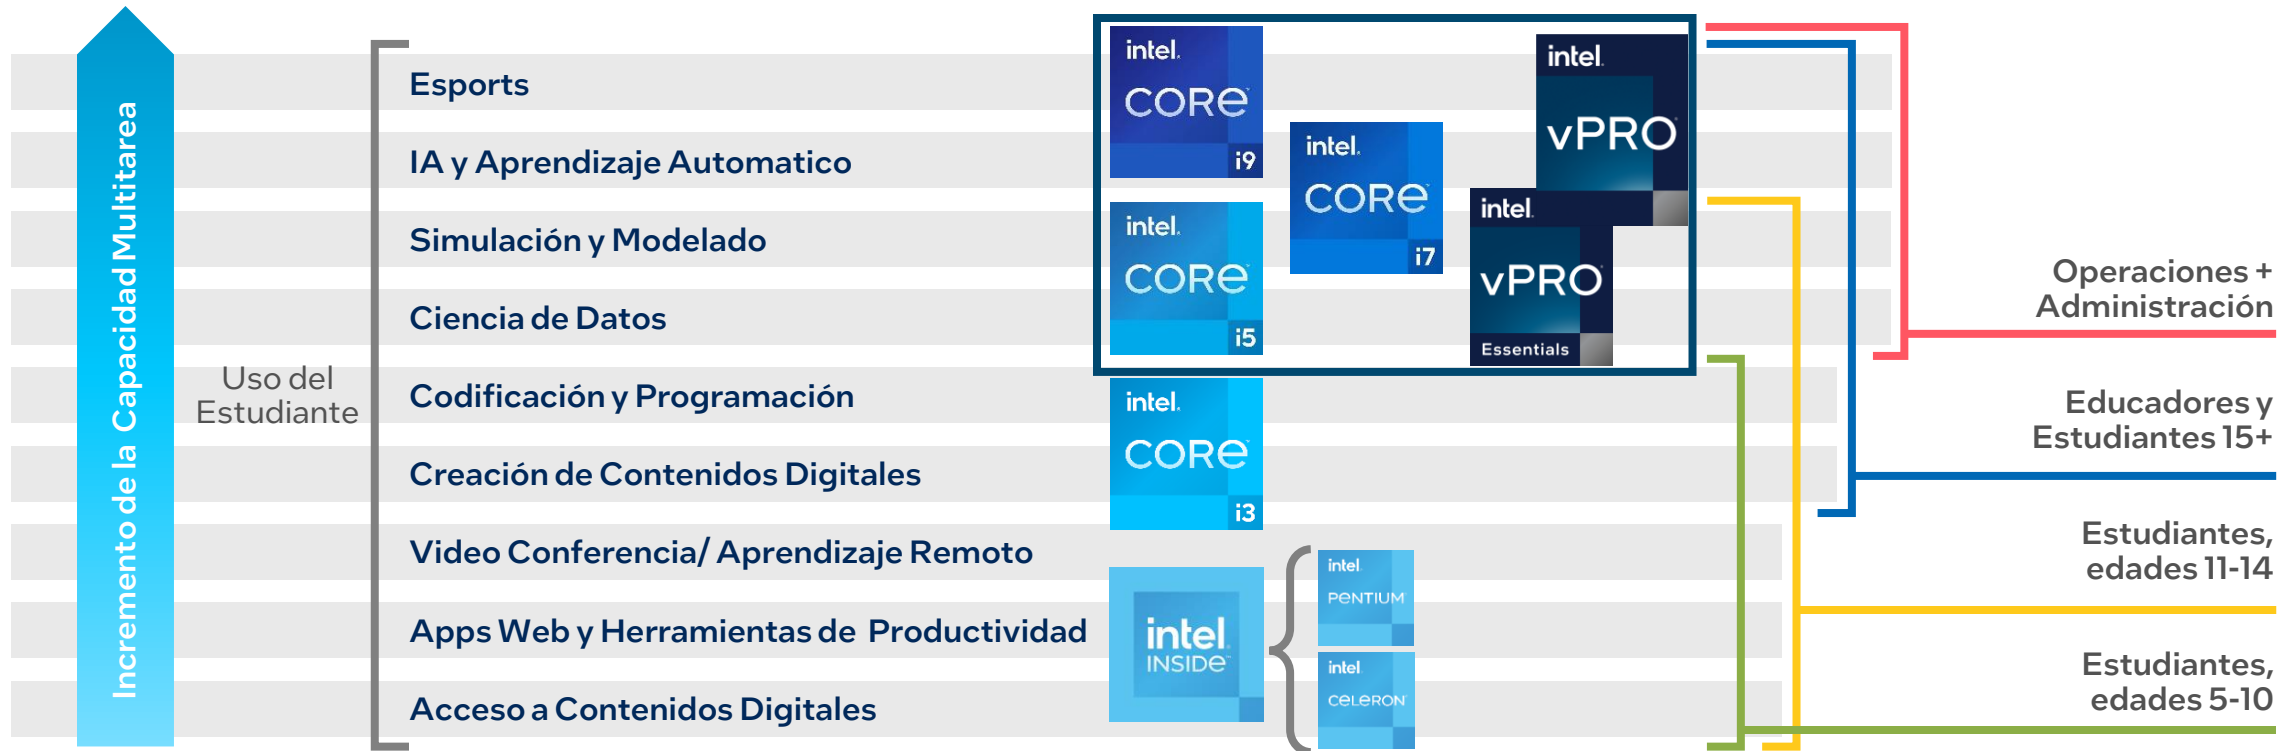 Incremento de la Capacidad Multitarea
Uso del
Estudiante
Esports
IA y Aprendizaje Automatico
Simulación y Modelado
Ciencia de Datos
Codificación y Programación
Creación de Contenidos Digitales
Video Conferencia/ Aprendizaje Remoto
Apps Web y Herramientas de Productividad
Acceso a Contenidos Digitales
intel.
CORe
i9
intel.
CORe
i7
intel.
vPRO
intel.
CORe
i5
intel.
vPRO
Essentials
intel.
CORe
i3
intel.
INSIDe
intel.
PeNTIUM
intel.
CeLeRON
Operaciones +
Administración
Educadores y
Estudiantes 15+
Estudiantes,
edades 11-14
Estudiantes,
edades 5-10